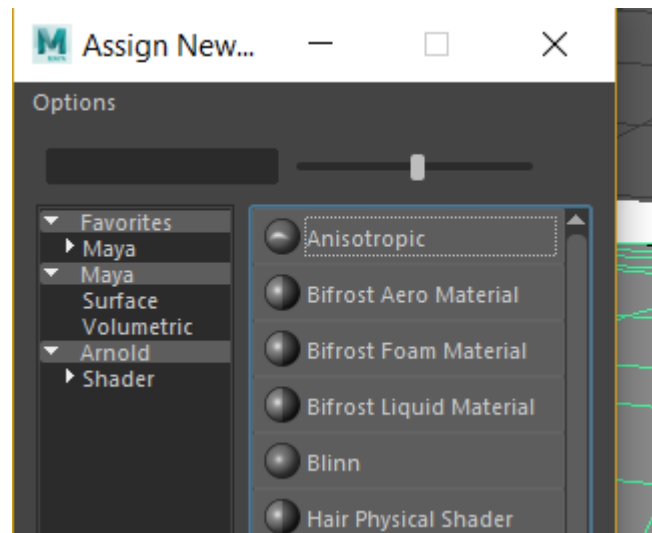 Assign New...
Options
Favorites
Maya
Maya
Surface
Volumetric
Arnold
Shader
Anisotropic
Bifrost Aero Material
Bifrost Foam Material
Bifrost Liquid Material
Blinn
Hair Physical Shader